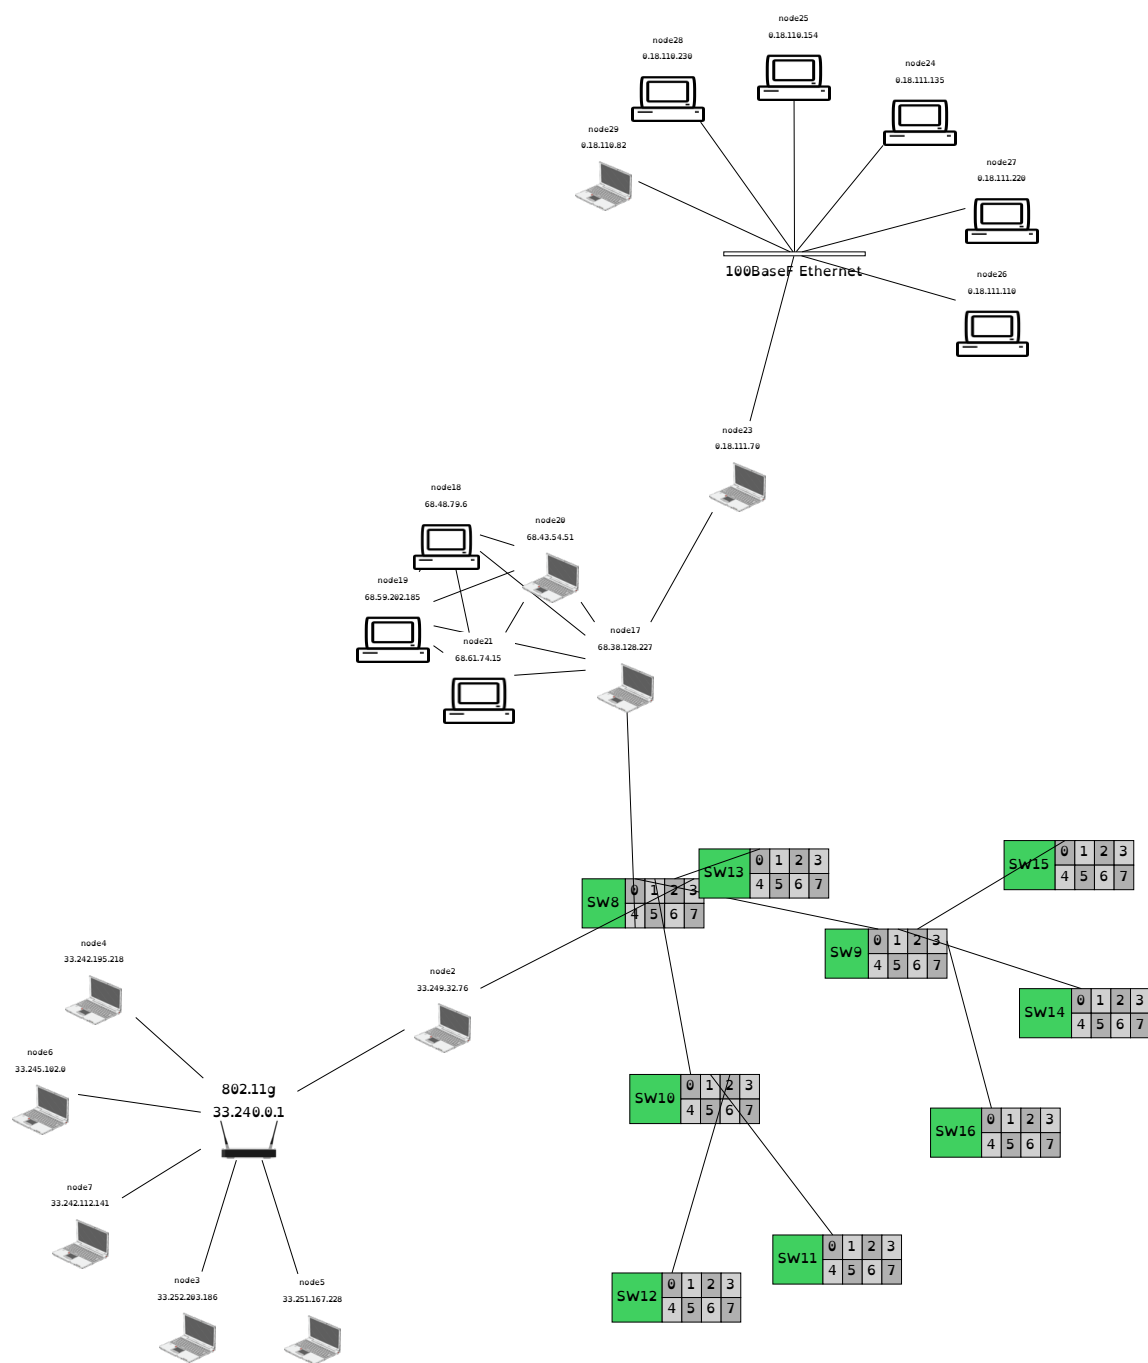 node25
0.18.110.154
node28
0.18.110.230
node24
0.18.111.135
node29
0.18.110.82
node27
0.18.111.220
100BaseF Ethernet
node26
0.18.111.110
node23
0.18.111.70
node18
68.48.79.6
node20
68.43.54.51
node19
68.59.202.185
node17
68.38.128.227
node21
68.61.74.15
SW15
0 1 2 3
4 5 6 7
SW13
0 1 2 3
4 5 6 7
SW8
0 1 2 3
4 5 6 7
SW9
0 1 2 3
4 5 6 7
node4
33.242.195.218
node2
33.249.32.76
SW14
0 1 2 3
4 5 6 7
node6
33.245.102.0
802.11g
33.240.0.1
SW10
0 1 2 3
4 5 6 7
SW16
0 1 2 3
4 5 6 7
node7
33.242.112.141
SW11
0 1 2 3
4 5 6 7
node3
33.252.203.186
node5
33.251.167.228
SW12
0 1 2 3
4 5 6 7